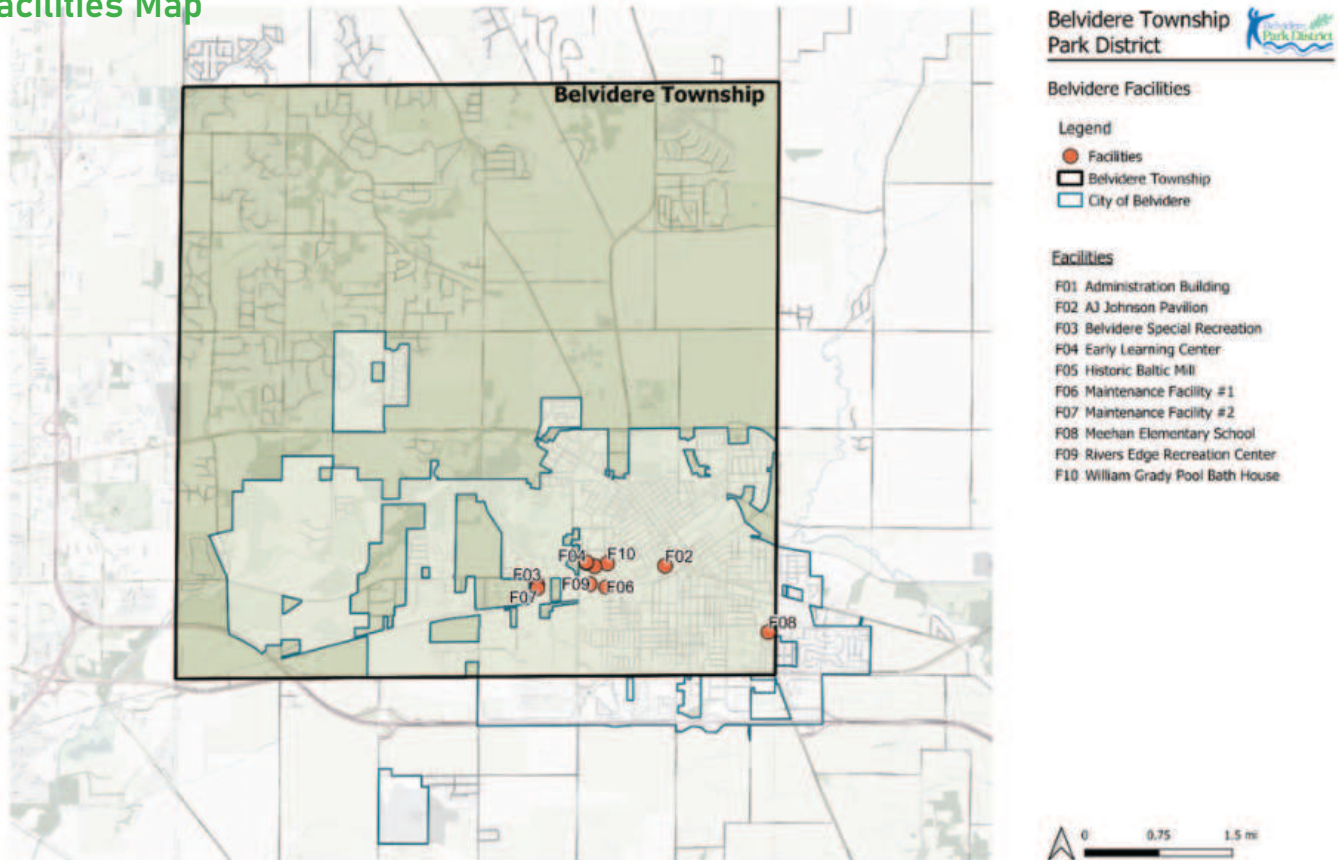 acilities Map
Belvidere Township
Park District
Belvidere
Park District
Belvidere Facilities
Legend
Facilities
Belvidere Township
City of Belvidere
Facilities
F01 Administration Building
F02 AJ Johnson Pavilion
F03 Belvidere Special Recreation
F04 Early Learning Center
F05 Historic Baltic Mill
F06 Maintenance Facility #1
F07 Maintenance Facility #2
F08 Meehan Elementary School
F09 Rivers Edge Recreation Center
F10 William Grady Pool Bath House
Belvidere Township
F04 F10 F02
F03 F09 F06
F07
F08
0 0.75 1.5 mi